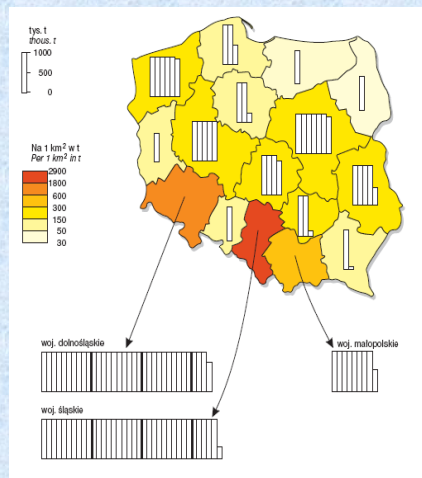 tys. t
thous. t
1000
500
0
Na 1 km² w t
Per 1 km² in t
2900
1800
600
300
150
50
30
woj. dolnośląskie
woj. małopolskie
woj. śląskie